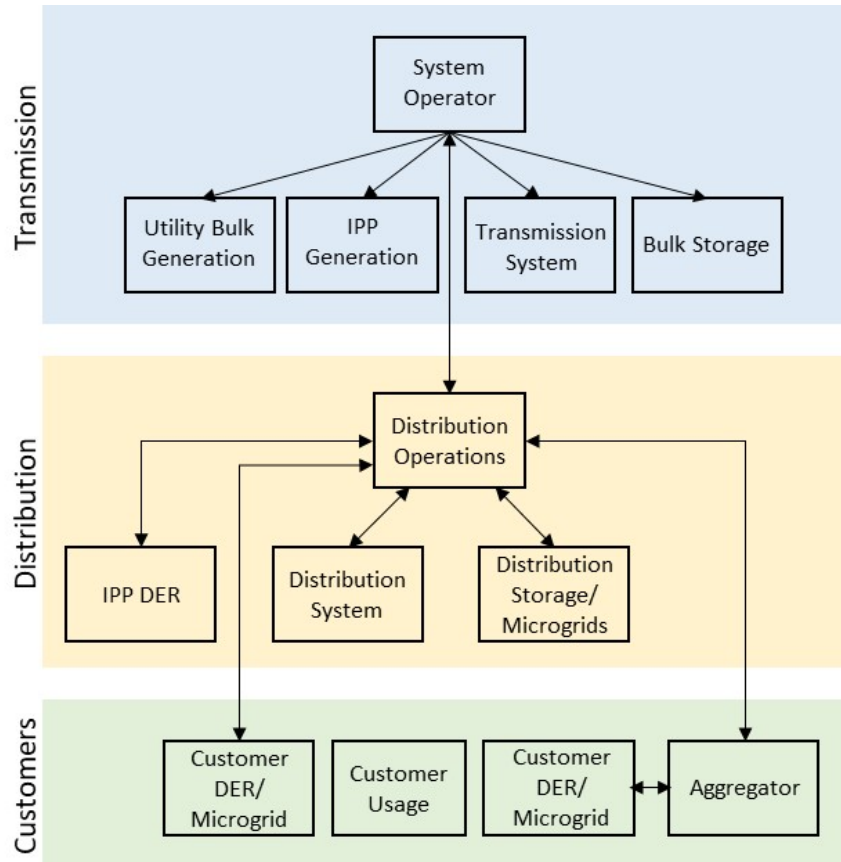 Transmission
System
Operator
Utility Bulk
Generation
IPP
Generation
Transmission
System
Bulk Storage
Distribution
Distribution
Operations
IPP DER
Distribution
System
Distribution
Storage/
Microgrids
Customers
Customer
DER/
Microgrid
Customer
Usage
Customer
DER/
Microgrid
Aggregator